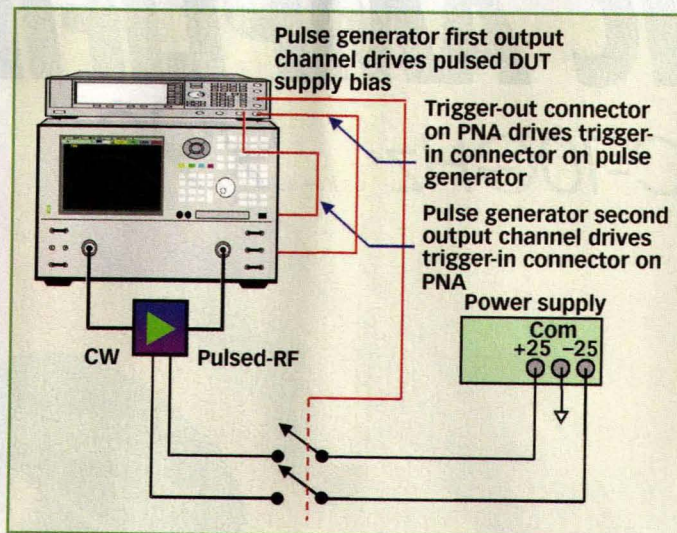 Pulse generator first output
channel drives pulsed DUT
supply bias
Trigger-out connector
on PNA drives trigger-
in connector on pulse
generator
Pulse generator second
output channel drives
trigger-in connector on
PNA
Power supply
Com
+25 –25
CW
Pulsed-RF